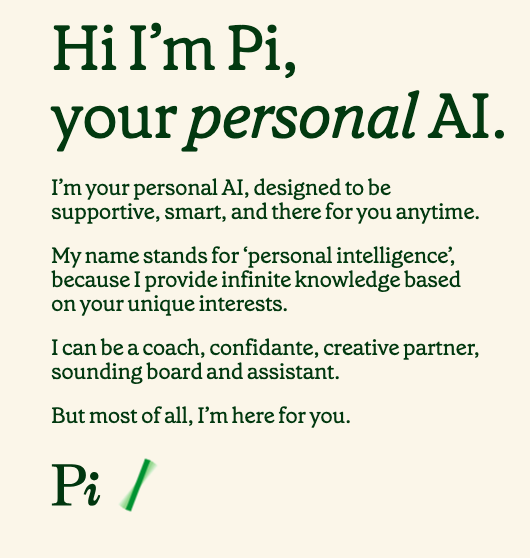 Hi I’m Pi,
your personal AI.
I’m your personal AI, designed to be
supportive, smart, and there for you anytime.
My name stands for ‘personal intelligence’,
because I provide infinite knowledge based
on your unique interests.
I can be a coach, confidante, creative partner,
sounding board and assistant.
But most of all, I’m here for you.
Pi